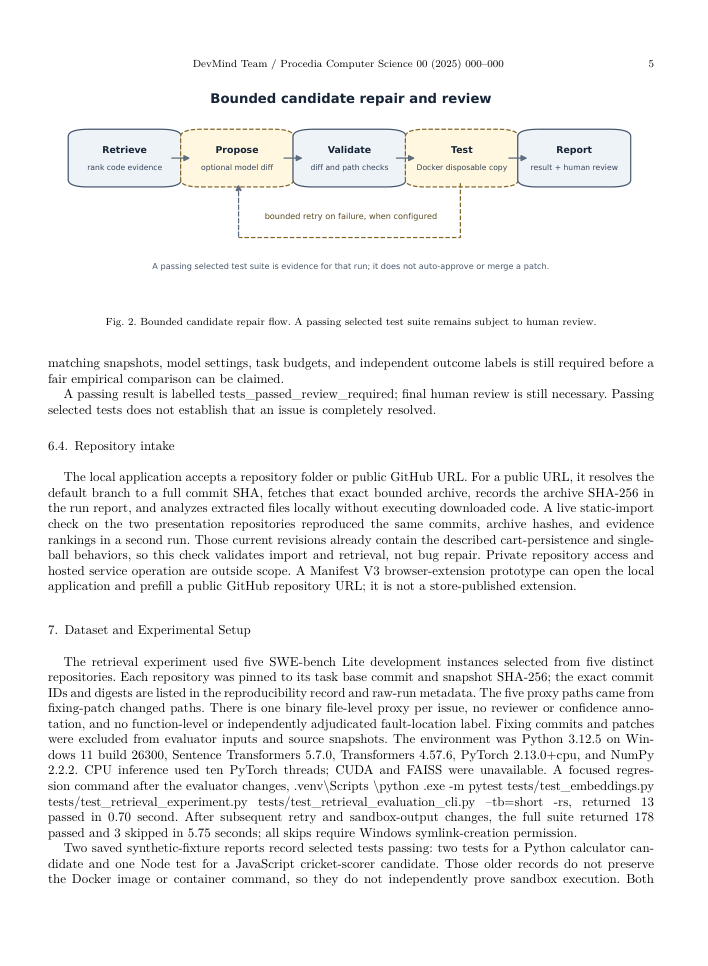 DevMind Team / Procedia Computer Science 00 (2025) 000–000 5
Bounded candidate repair and review
Retrieve
rank code evidence
Propose
optional model diff
Validate
diff and path checks
Test
Docker disposable copy
Report
result + human review
bounded retry on failure, when configured
A passing selected test suite is evidence for that run; it does not auto-approve or merge a patch.
Fig. 2. Bounded candidate repair flow. A passing selected test suite remains subject to human review.
matching snapshots, model settings, task budgets, and independent outcome labels is still required before a
fair empirical comparison can be claimed.
A passing result is labelled tests_passed_review_required; final human review is still necessary. Passing
selected tests does not establish that an issue is completely resolved.
6.4. Repository intake
The local application accepts a repository folder or public GitHub URL. For a public URL, it resolves the
default branch to a full commit SHA, fetches that exact bounded archive, records the archive SHA-256 in
the run report, and analyzes extracted files locally without executing downloaded code. A live static-import
check on the two presentation repositories reproduced the same commits, archive hashes, and evidence
rankings in a second run. Those current revisions already contain the described cart-persistence and single-
ball behaviors, so this check validates import and retrieval, not bug repair. Private repository access and
hosted service operation are outside scope. A Manifest V3 browser-extension prototype can open the local
application and prefill a public GitHub repository URL; it is not a store-published extension.
7. Dataset and Experimental Setup
The retrieval experiment used five SWE-bench Lite development instances selected from five distinct
repositories. Each repository was pinned to its task base commit and snapshot SHA-256; the exact commit
IDs and digests are listed in the reproducibility record and raw-run metadata. The five proxy paths came from
fixing-patch changed paths. There is one binary file-level proxy per issue, no reviewer or confidence anno-
tation, and no function-level or independently adjudicated fault-location label. Fixing commits and patches
were excluded from evaluator inputs and source snapshots. The environment was Python 3.12.5 on Win-
dows 11 build 26300, Sentence Transformers 5.7.0, Transformers 4.57.6, PyTorch 2.13.0+cpu, and NumPy
2.2.2. CPU inference used ten PyTorch threads; CUDA and FAISS were unavailable. A focused regres-
sion command after the evaluator changes, .venv\Scripts \python .exe -m pytest tests/test_embeddings.py
tests/test_retrieval_experiment.py tests/test_retrieval_evaluation_cli.py –tb=short -rs, returned 13
passed in 0.70 second. After subsequent retry and sandbox-output changes, the full suite returned 178
passed and 3 skipped in 5.75 seconds; all skips require Windows symlink-creation permission.
Two saved synthetic-fixture reports record selected tests passing: two tests for a Python calculator can-
didate and one Node test for a JavaScript cricket-scorer candidate. Those older records do not preserve
the Docker image or container command, so they do not independently prove sandbox execution. Both